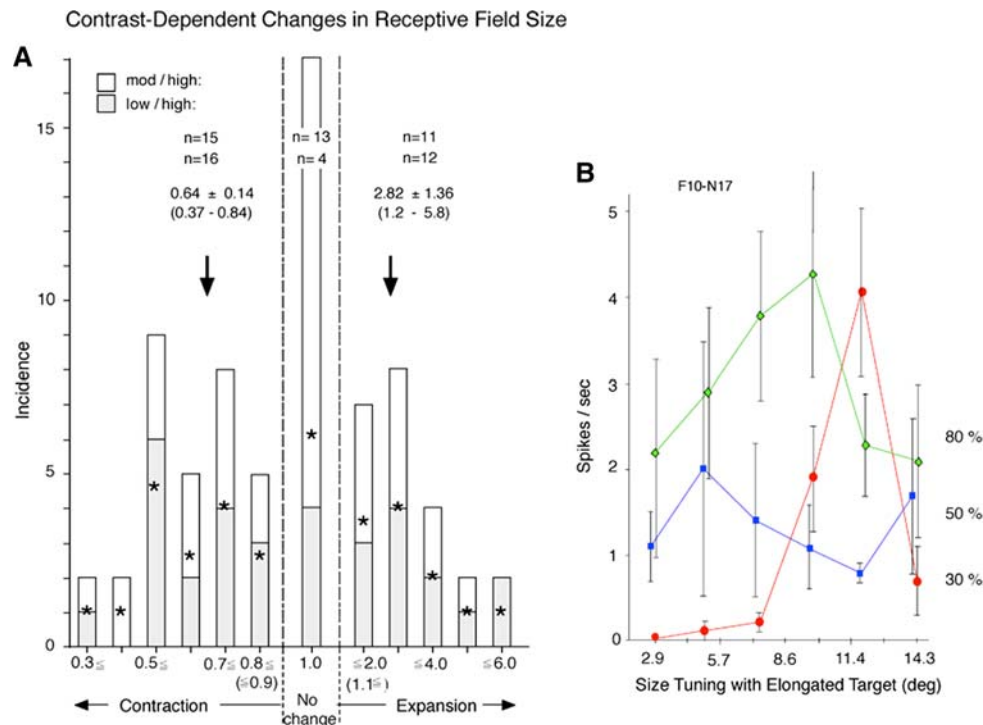 Contrast-Dependent Changes in Receptive Field Size
A
mod / high:
low / high:
n=15
n=16
0.64 ± 0.14
(0.37 - 0.84)
n= 13
n= 4
n=11
n=12
2.82 ± 1.36
(1.2 - 5.8)
Incidence
15
10
5
0
0.3≦ 0.5≦ 0.7≦ 0.8≦ 1.0 ≦2.0 ≦4.0 ≦6.0
(≦0.9) (1.1≦)
Contraction No change Expansion
* * * * * * * * * * * *
B
F10-N17
Spikes / sec
5
4
3
2
1
0
80 %
50 %
30 %
2.9 5.7 8.6 11.4 14.3
Size Tuning with Elongated Target (deg)